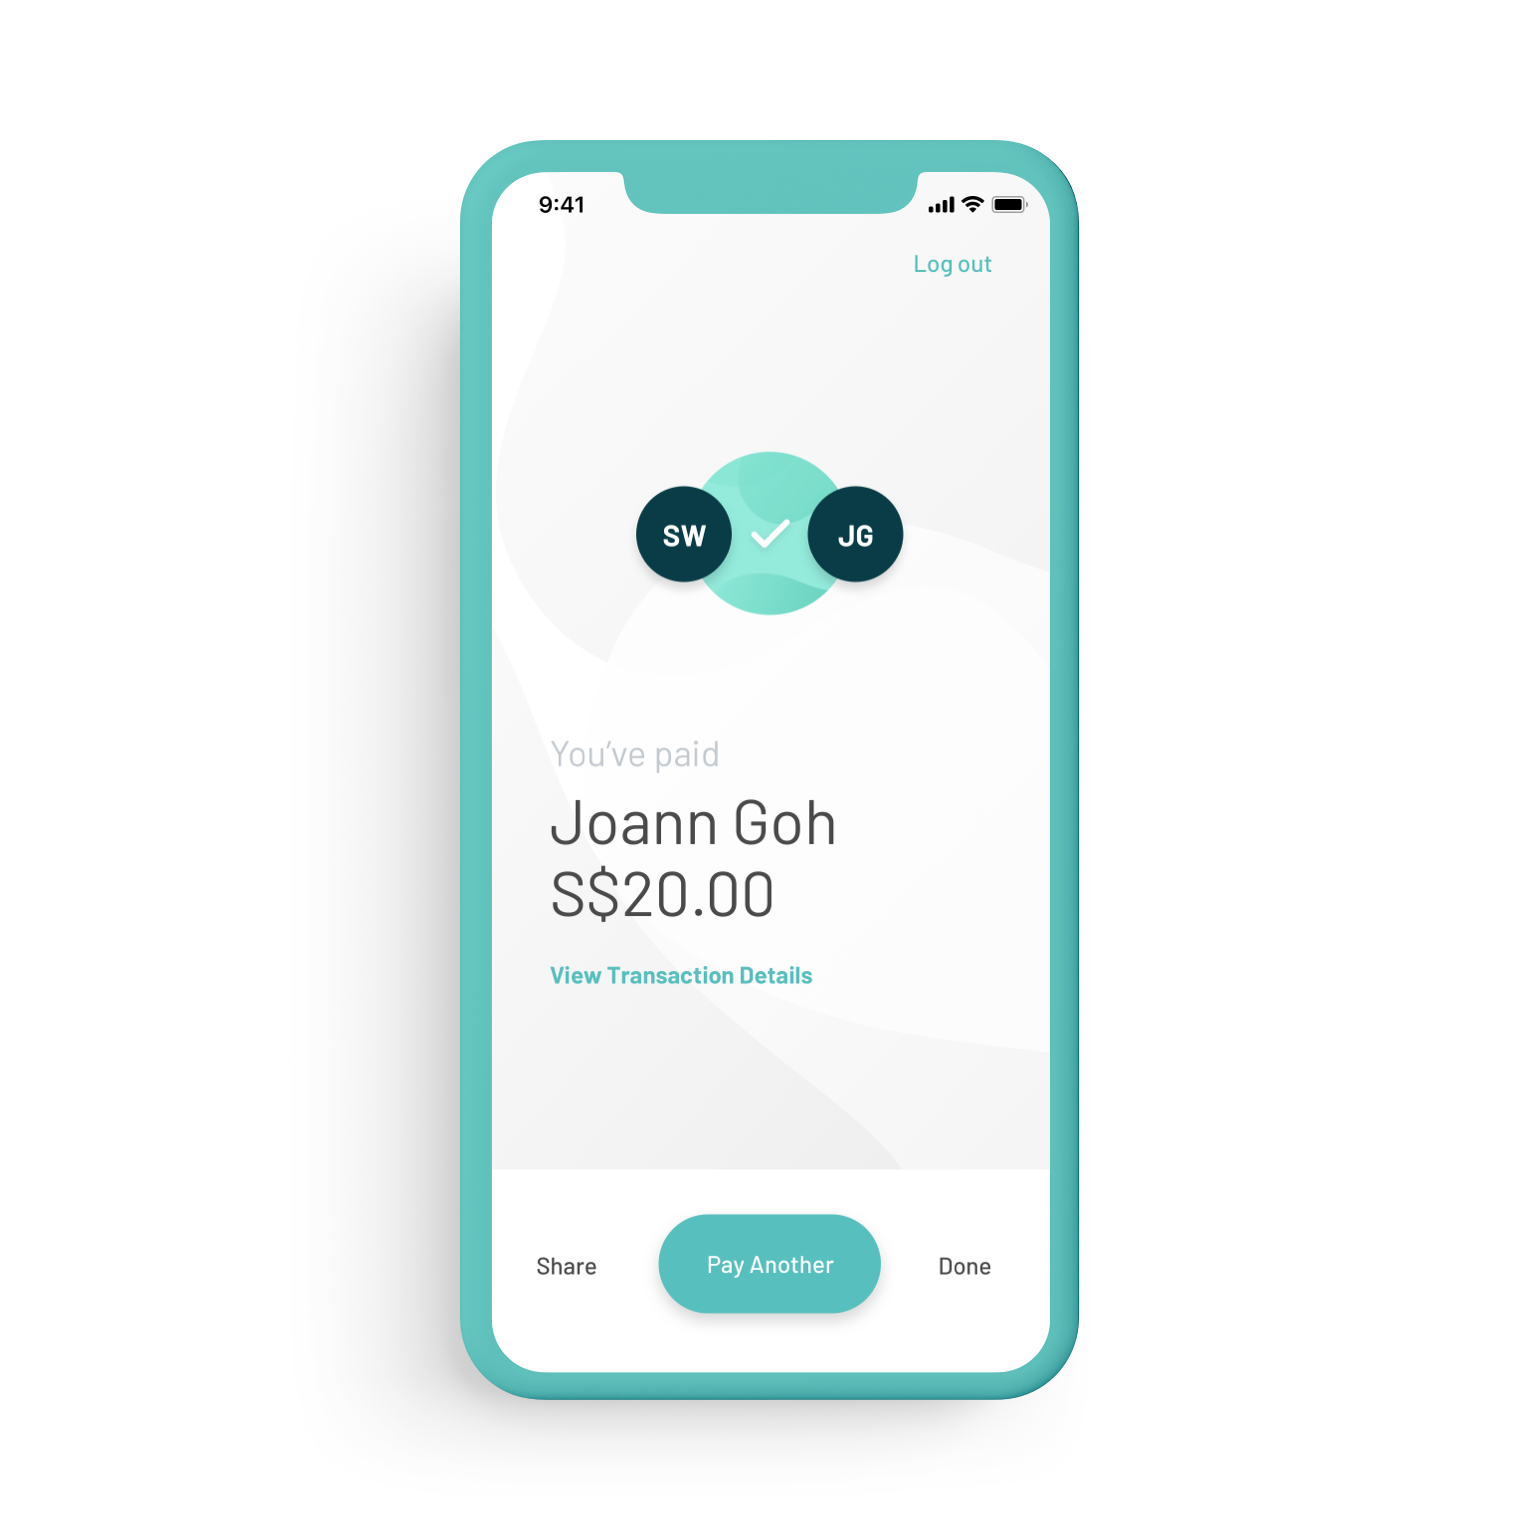 9:41
Log out
SW
JG
You’ve paid
Joann Goh
S$20.00
View Transaction Details
Share
Pay Another
Done